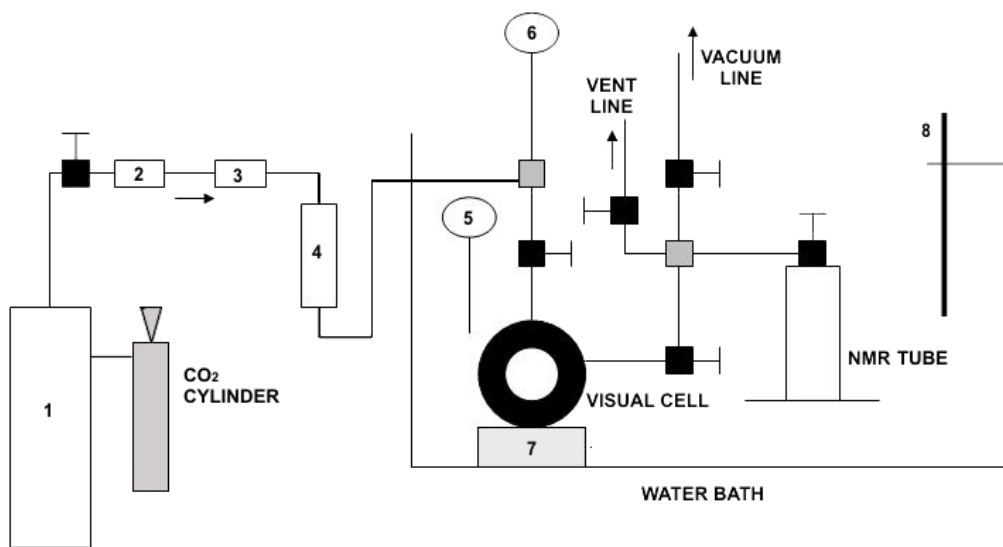 6
VACUUM
LINE
VENT
LINE
8
2
3
5
4
NMR TUBE
CO₂
CYLINDER
VISUAL CELL
1
7
WATER BATH